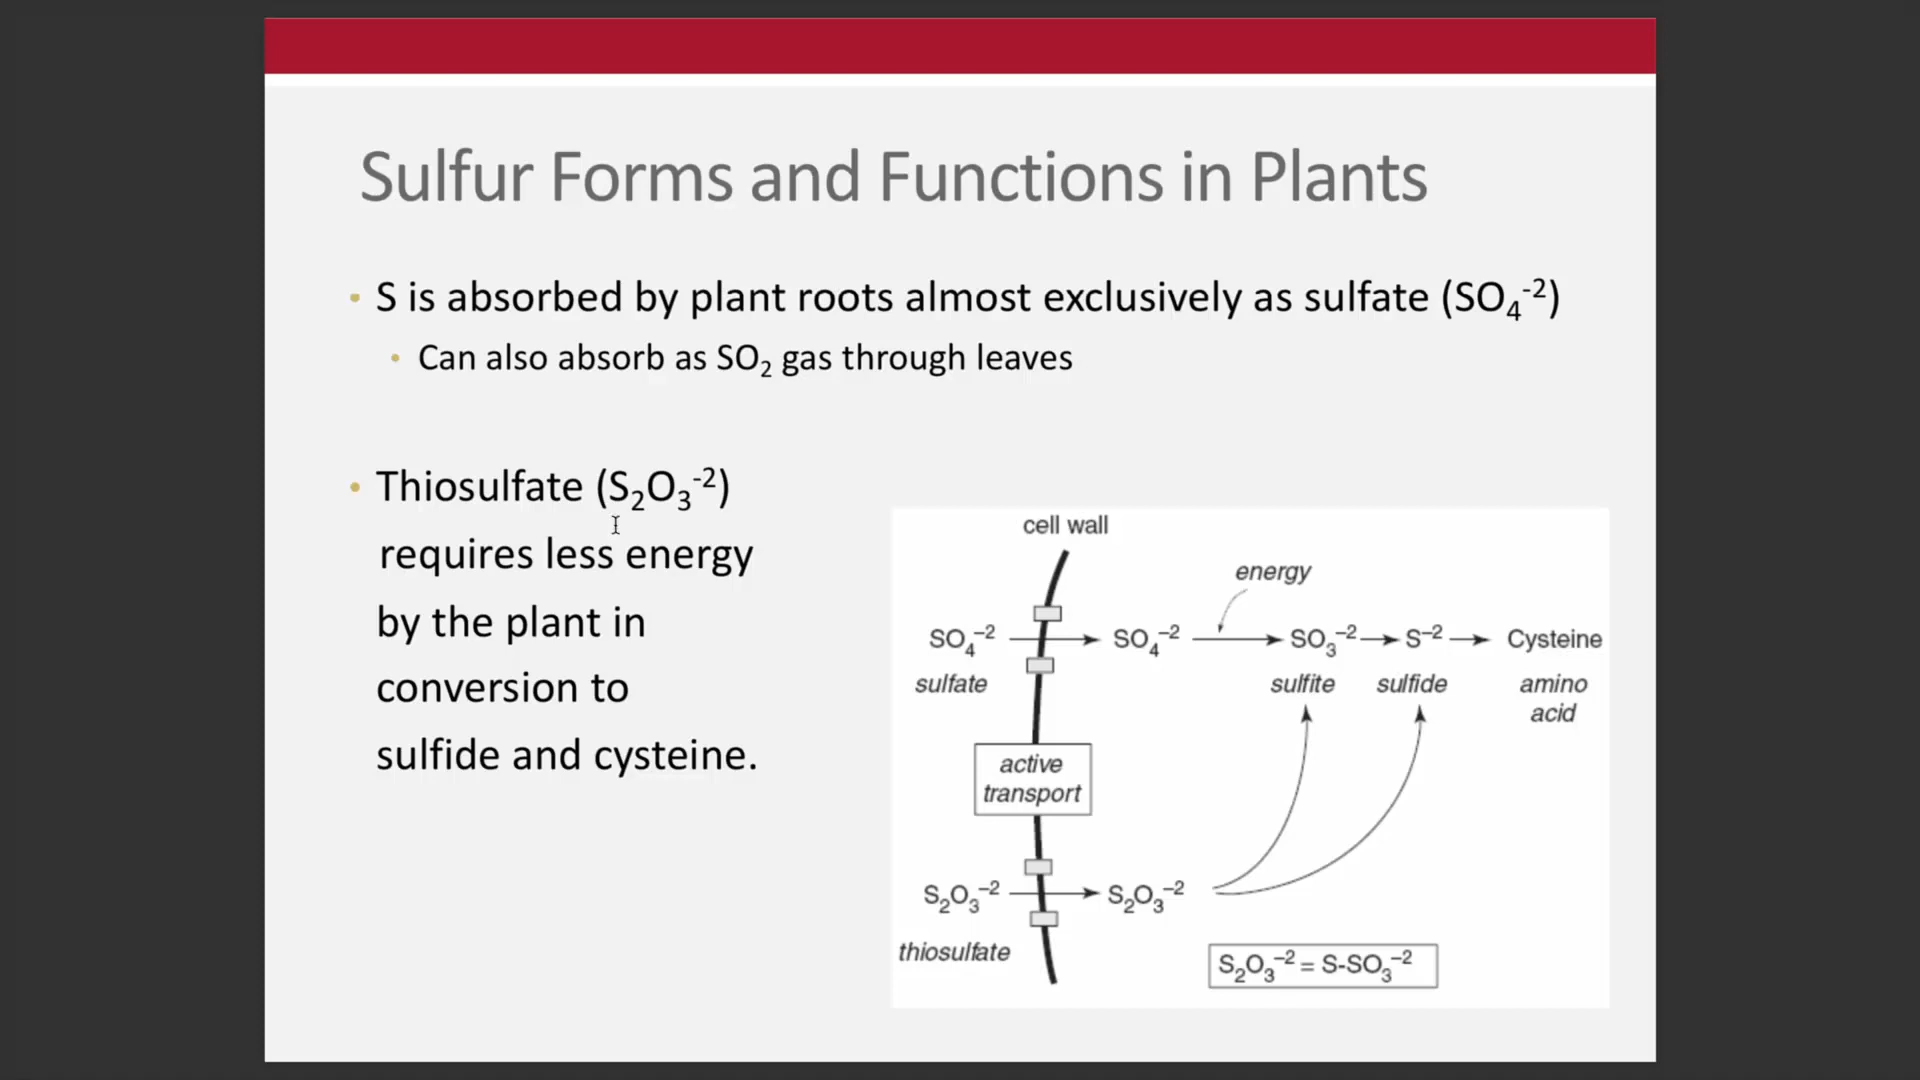 Sulfur Forms and Functions in Plants
• S is absorbed by plant roots almost exclusively as sulfate (SO₄⁻²)
• Can also absorb as SO₂ gas through leaves
• Thiosulfate (S₂O₃⁻²)
requires less energy
by the plant in
conversion to
sulfide and cysteine.
cell wall
energy
SO₄⁻² SO₄⁻² SO₃⁻² S⁻² Cysteine
sulfate sulfite sulfide amino
acid
active
transport
S₂O₃⁻² S₂O₃⁻²
thiosulfate
S₂O₃⁻² = S-SO₃⁻²